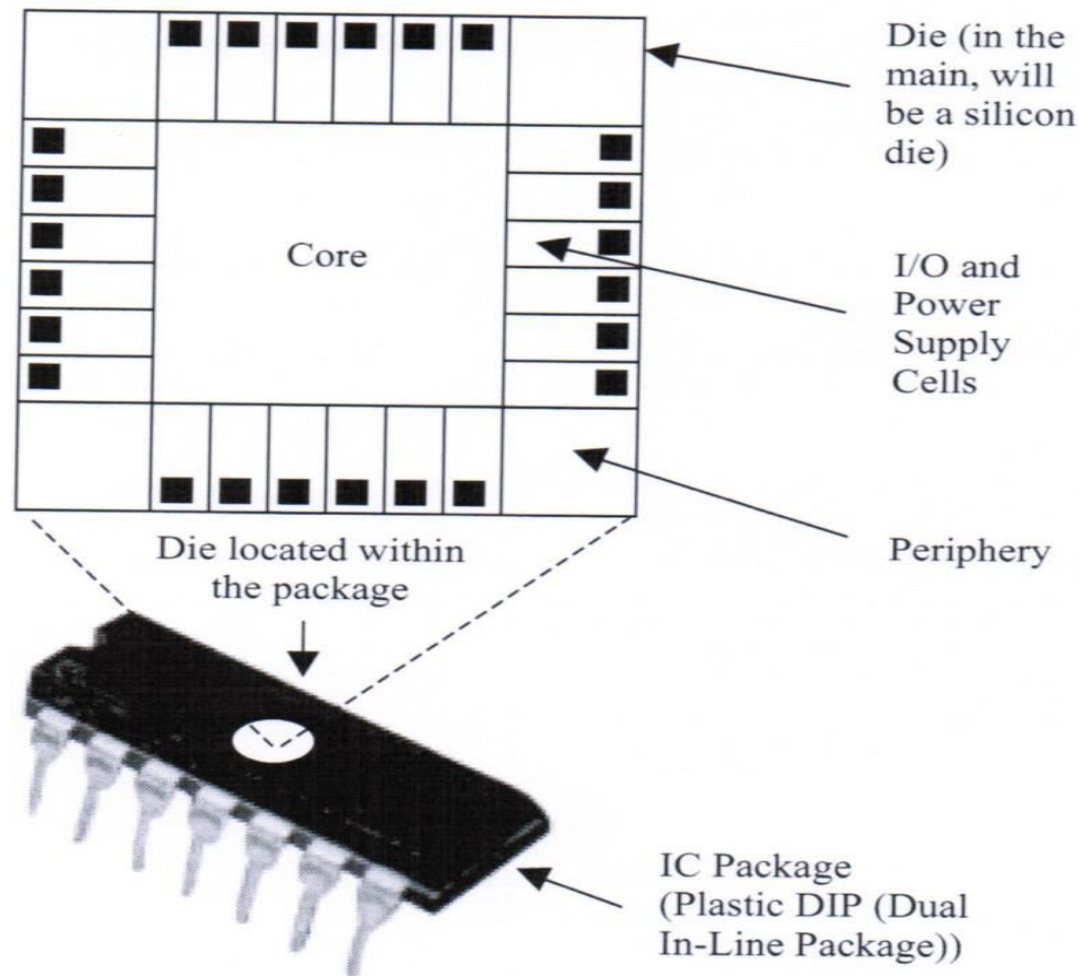 Die (in the
main, will
be a silicon
die)
Core
I/O and
Power
Supply
Cells
Periphery
Die located within
the package
IC Package
(Plastic DIP (Dual
In-Line Package))